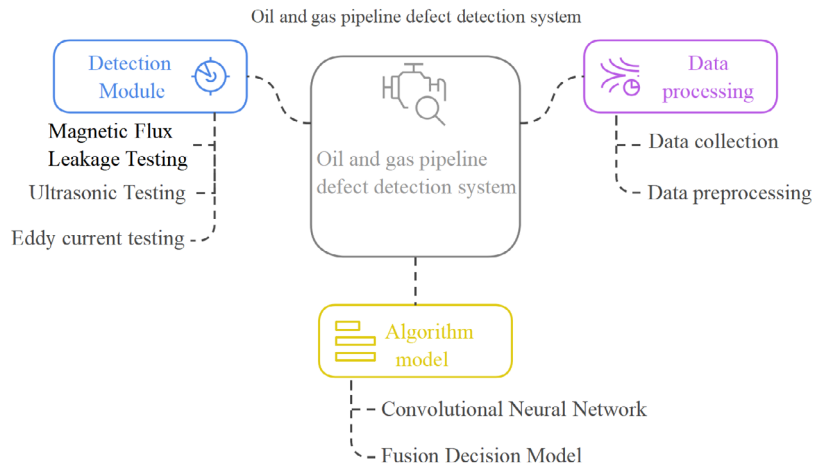 Oil and gas pipeline defect detection system
Detection
Module
Magnetic Flux
Leakage Testing
Ultrasonic Testing
Eddy current testing
Oil and gas pipeline
defect detection system
Data
processing
Data collection
Data preprocessing
Algorithm
model
Convolutional Neural Network
Fusion Decision Model